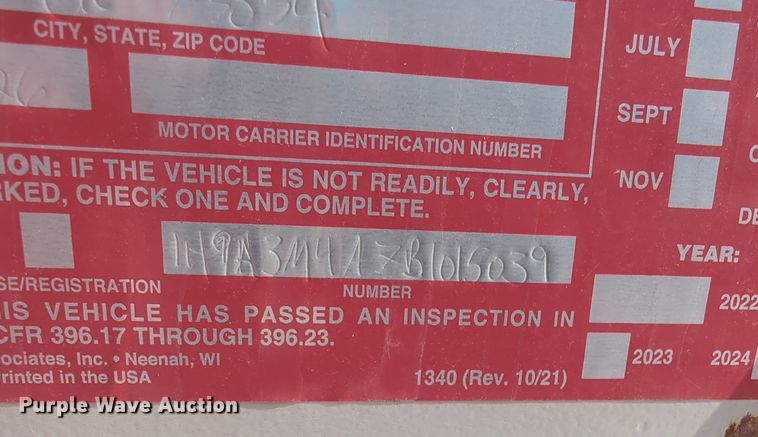 CITY, STATE, ZIP CODE
MOTOR CARRIER IDENTIFICATION NUMBER
ION: IF THE VEHICLE IS NOT READILY, CLEARLY,
RKED, CHECK ONE AND COMPLETE.
1H9A3M4A7B1015039
SE/REGISTRATION
NUMBER
IS VEHICLE HAS PASSED AN INSPECTION IN
CFR 396.17 THROUGH 396.23.
ociates, Inc. • Neenah, WI
rinted in the USA
1340 (Rev. 10/21)
JULY
SEPT
NOV
DE
YEAR:
2022
2023
2024
Purple Wave Auction